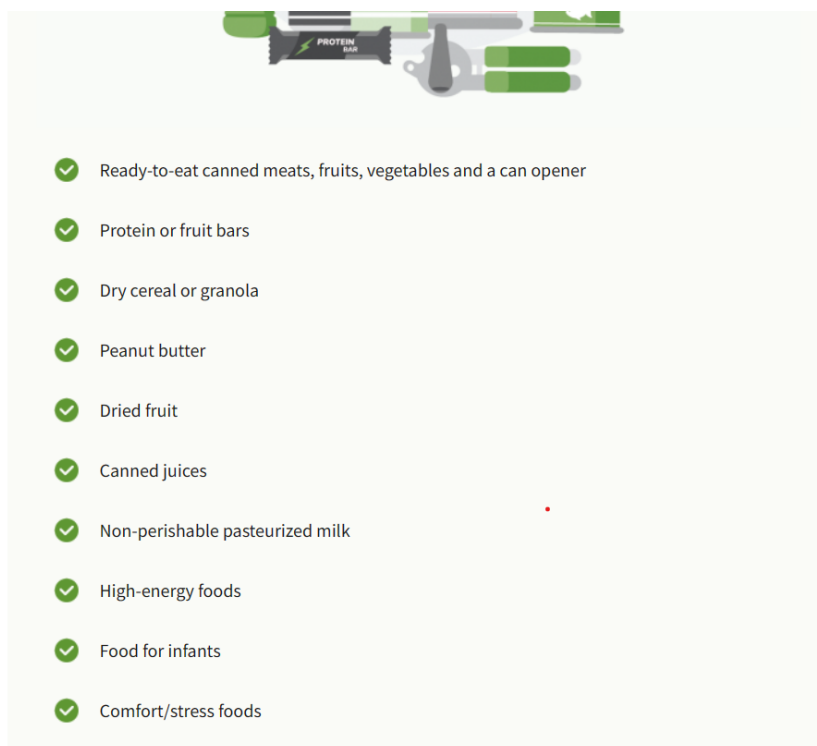 PROTEIN
BAR
Ready-to-eat canned meats, fruits, vegetables and a can opener
Protein or fruit bars
Dry cereal or granola
Peanut butter
Dried fruit
Canned juices
Non-perishable pasteurized milk
High-energy foods
Food for infants
Comfort/stress foods